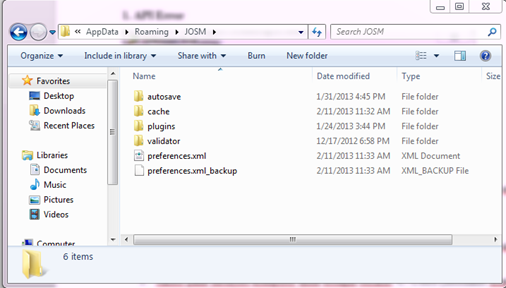 1. API Error
« AppData ▸ Roaming ▸ JOSM ▸
Search JOSM
Organize ▾ Include in library ▾ Share with ▾ Burn New folder
Name Date modified Type Size
Favorites
Desktop
Downloads
Recent Places
Libraries
Documents
Music
Pictures
Videos
Computer
autosave 1/31/2013 4:45 PM File folder
cache 2/11/2013 11:32 AM File folder
plugins 1/24/2013 3:44 PM File folder
validator 12/17/2012 6:58 PM File folder
preferences.xml 2/11/2013 11:33 AM XML Document
preferences.xml_backup 2/11/2013 11:33 AM XML_BACKUP File
6 items